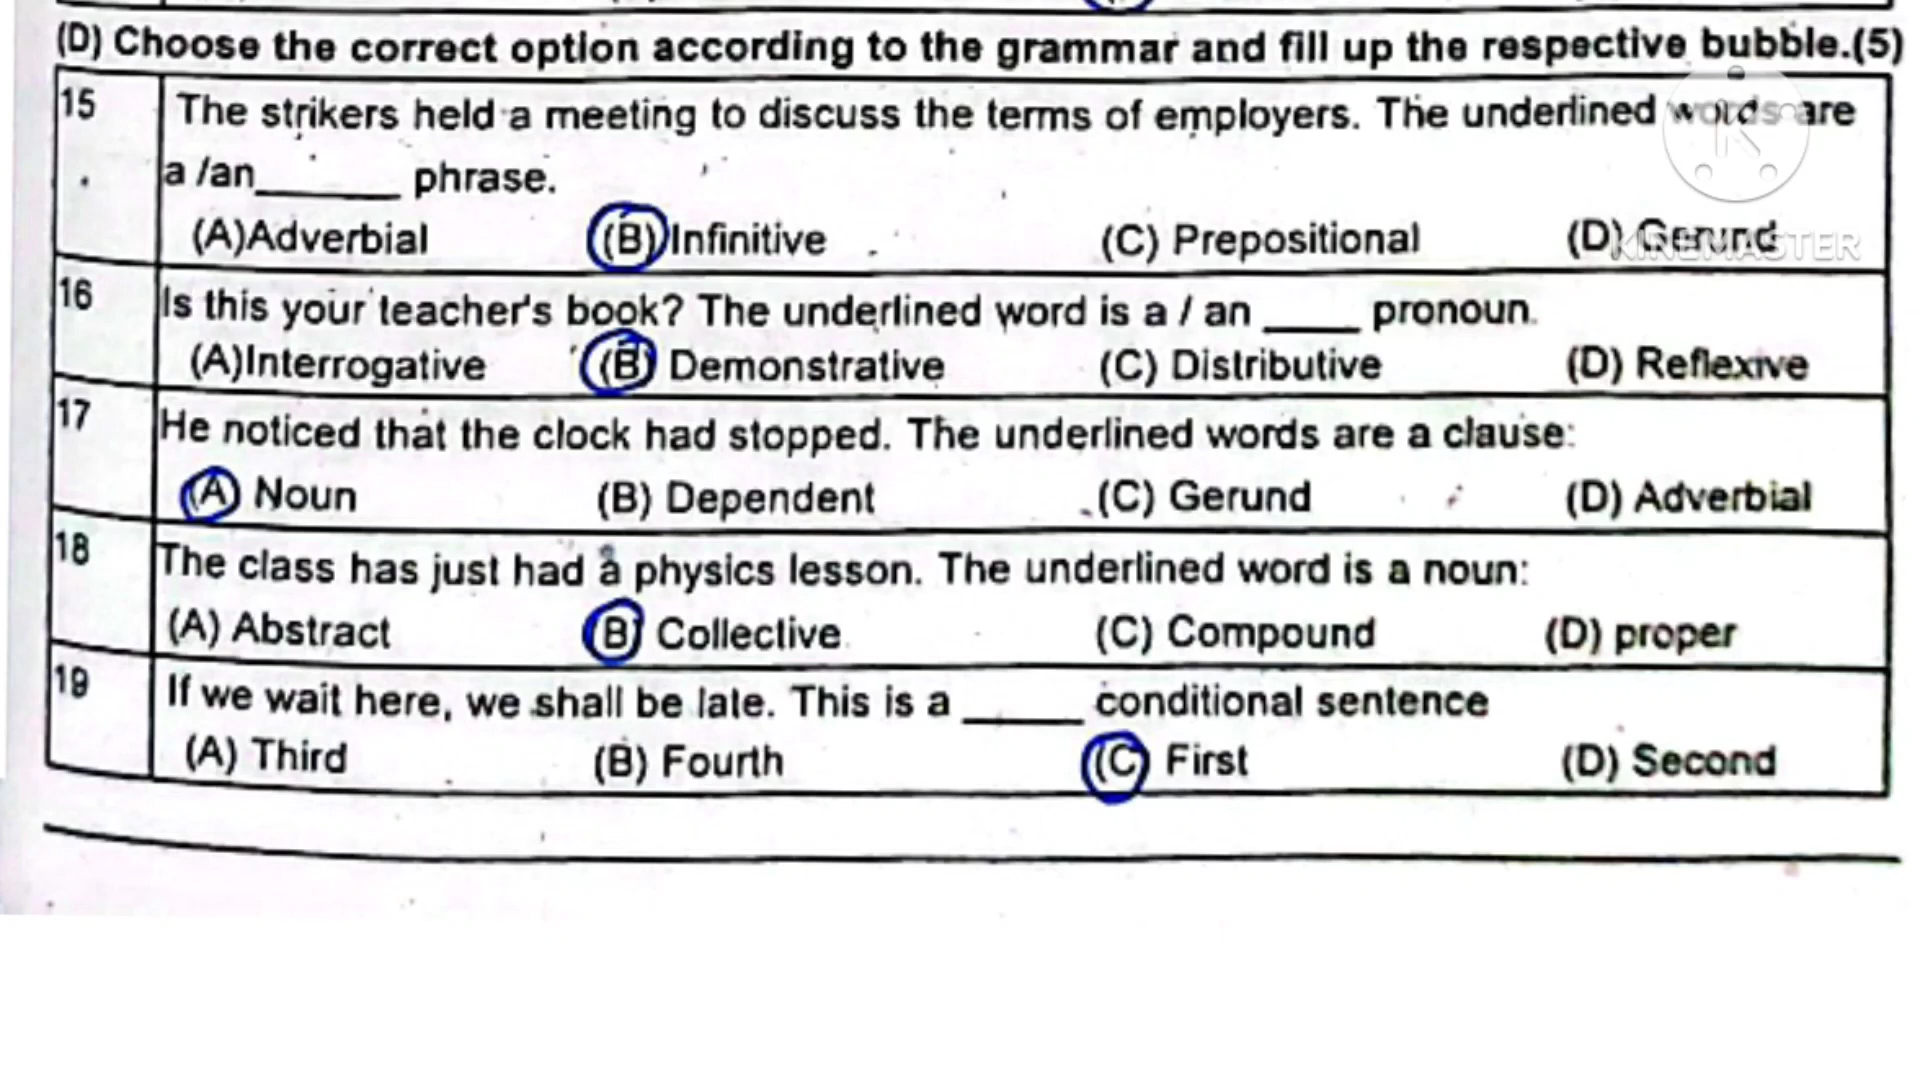 (D) Choose the correct option according to the grammar and fill up the respective bubble.(5)
15 The strikers held a meeting to discuss the terms of employers. The underlined words are
a /an______ phrase.
(A)Adverbial (B) Infinitive (C) Prepositional (D) Gerund
KINEMASTER
16 Is this your teacher's book? The underlined word is a / an ____ pronoun.
(A)Interrogative (B) Demonstrative (C) Distributive (D) Reflexive
17 He noticed that the clock had stopped. The underlined words are a clause:
(A) Noun (B) Dependent (C) Gerund (D) Adverbial
18 The class has just had a physics lesson. The underlined word is a noun:
(A) Abstract (B) Collective (C) Compound (D) proper
19 If we wait here, we shall be late. This is a _____ conditional sentence
(A) Third (B) Fourth (C) First (D) Second